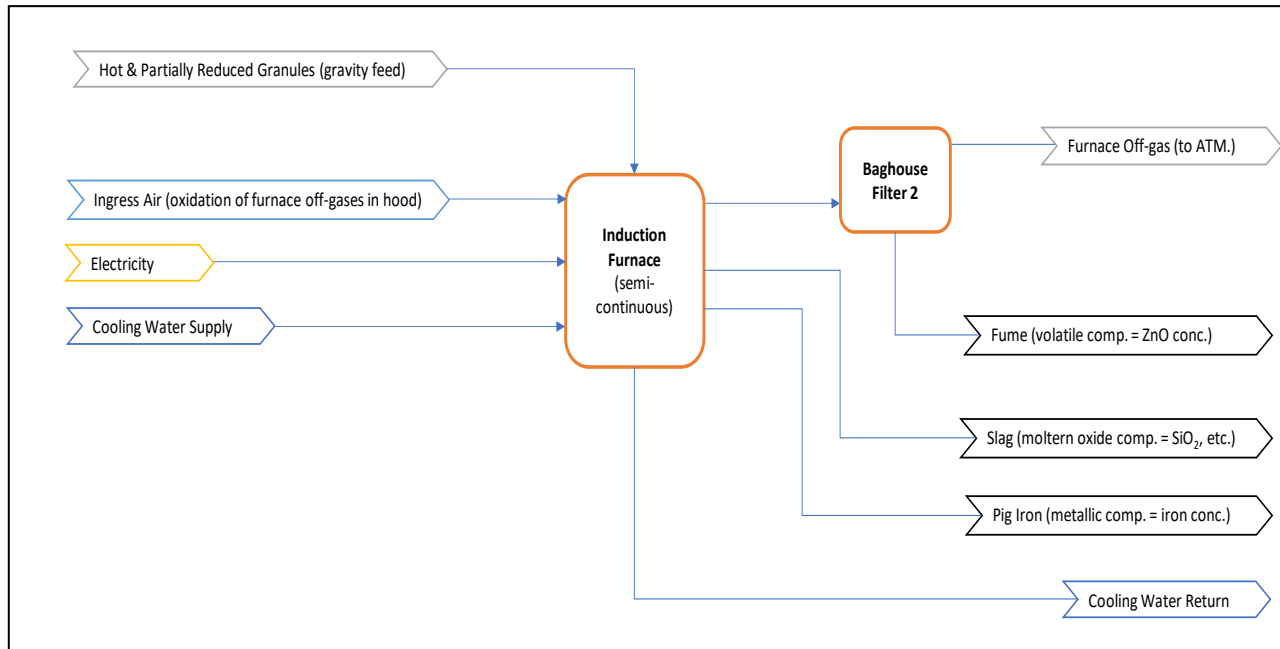 Hot & Partially Reduced Granules (gravity feed)
Ingress Air (oxidation of furnace off-gases in hood)
Electricity
Cooling Water Supply
Induction
Furnace
(semi-
continuous)
Baghouse
Filter 2
Furnace Off-gas (to ATM.)
Fume (volatile comp. = ZnO conc.)
Slag (moltern oxide comp. = SiO₂, etc.)
Pig Iron (metallic comp. = iron conc.)
Cooling Water Return